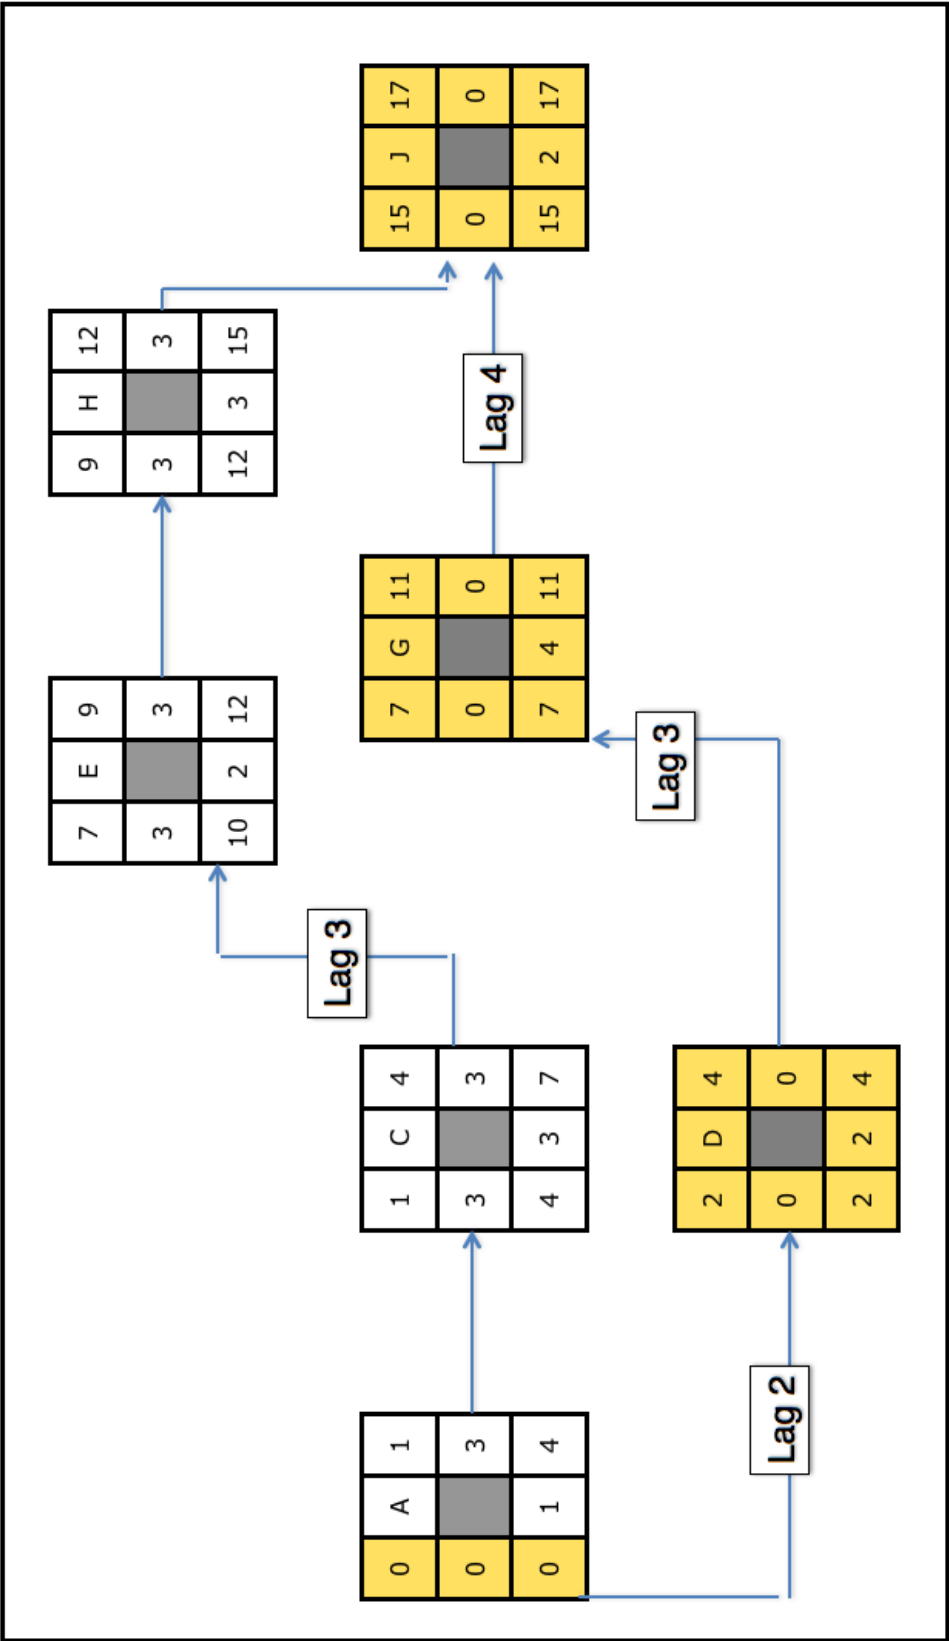 7 E 9
3 3
10 2 12
9 H 12
3 3
12 3 15
Lag 3
0 A 1
0 3
0 1 4
1 C 4
3 3
4 3 7
7 G 11
0 0
7 4 11
Lag 4
15 J 17
0 0
15 2 17
Lag 3
Lag 2
2 D 4
0 0
2 2 4